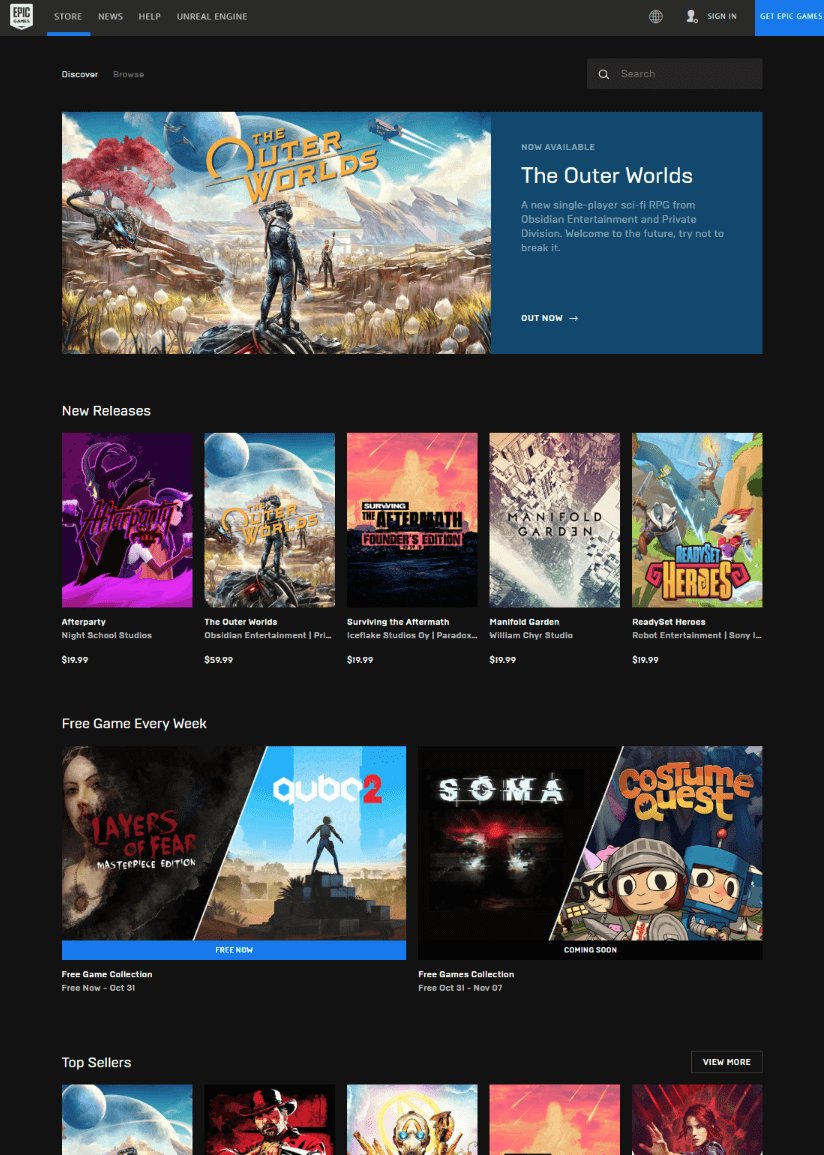 EPIC
GAMES
STORE
NEWS
HELP
UNREAL ENGINE
SIGN IN
GET EPIC GAMES
Discover
Browse
Search
THE
OUTER
WORLDS
NOW AVAILABLE
The Outer Worlds
A new single-player sci-fi RPG from
Obsidian Entertainment and Private
Division. Welcome to the future, try not to
break it.
OUT NOW →
New Releases
Afterparty
THE
OUTER
WORLDS
SURVIVING
THE AFTERMATH
FOUNDER'S EDITION
MANIFOLD
GARDEN
READYSET
HEROES
Afterparty
Night School Studios
$19.99
The Outer Worlds
Obsidian Entertainment | Pri...
$59.99
Surviving the Aftermath
Iceflake Studios Oy | Paradox...
$19.99
Manifold Garden
William Chyr Studio
$19.99
ReadySet Heroes
Robot Entertainment | Sony I...
$19.99
Free Game Every Week
LAYERS
OF FEAR
MASTERPIECE EDITION
qube 2
FREE NOW
SOMA
COSTUME
QUEST
COMING SOON
Free Game Collection
Free Now - Oct 31
Free Games Collection
Free Oct 31 - Nov 07
Top Sellers
VIEW MORE